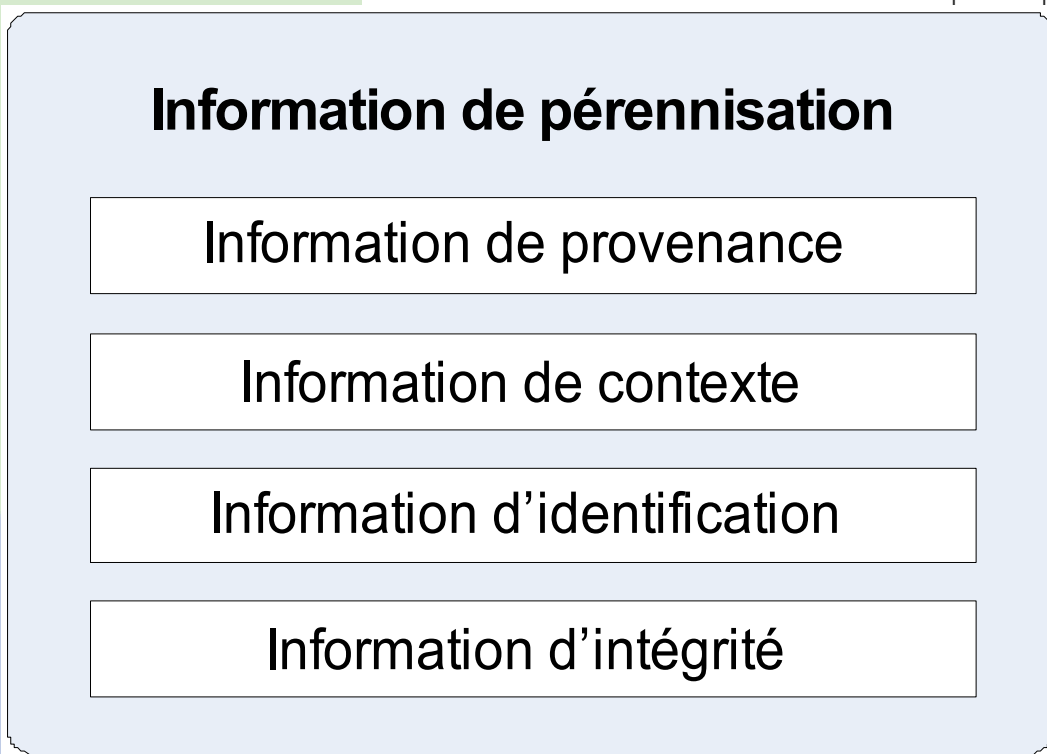 Information de pérennisation
Information de provenance
Information de contexte
Information d’identification
Information d’intégrité